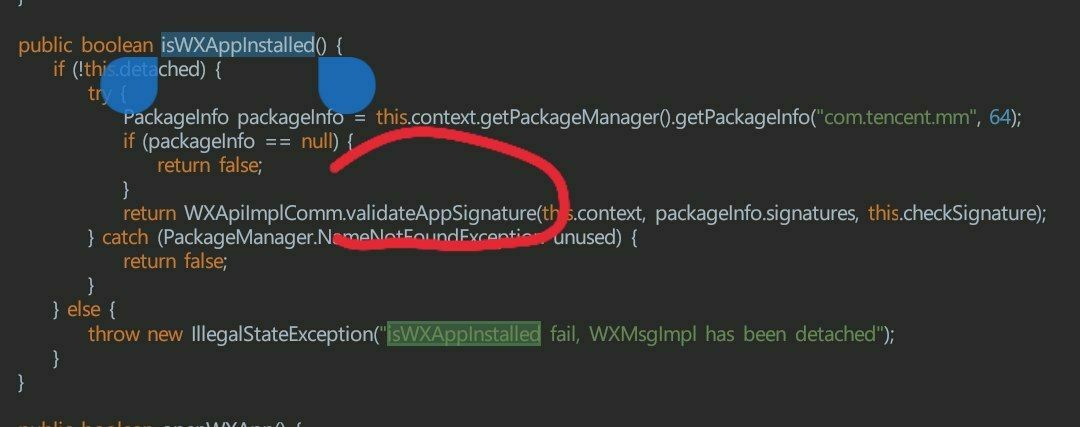 }
public boolean isWXAppInstalled() {
if (!this.detached) {
try {
PackageInfo packageInfo = this.context.getPackageManager().getPackageInfo("com.tencent.mm", 64);
if (packageInfo == null) {
return false;
}
return WXApiImplComm.validateAppSignature(this.context, packageInfo.signatures, this.checkSignature);
} catch (PackageManager.NameNotFoundException unused) {
return false;
}
} else {
throw new IllegalStateException("isWXAppInstalled fail, WXMsgImpl has been detached");
}
}
public boolean openWXApp() {